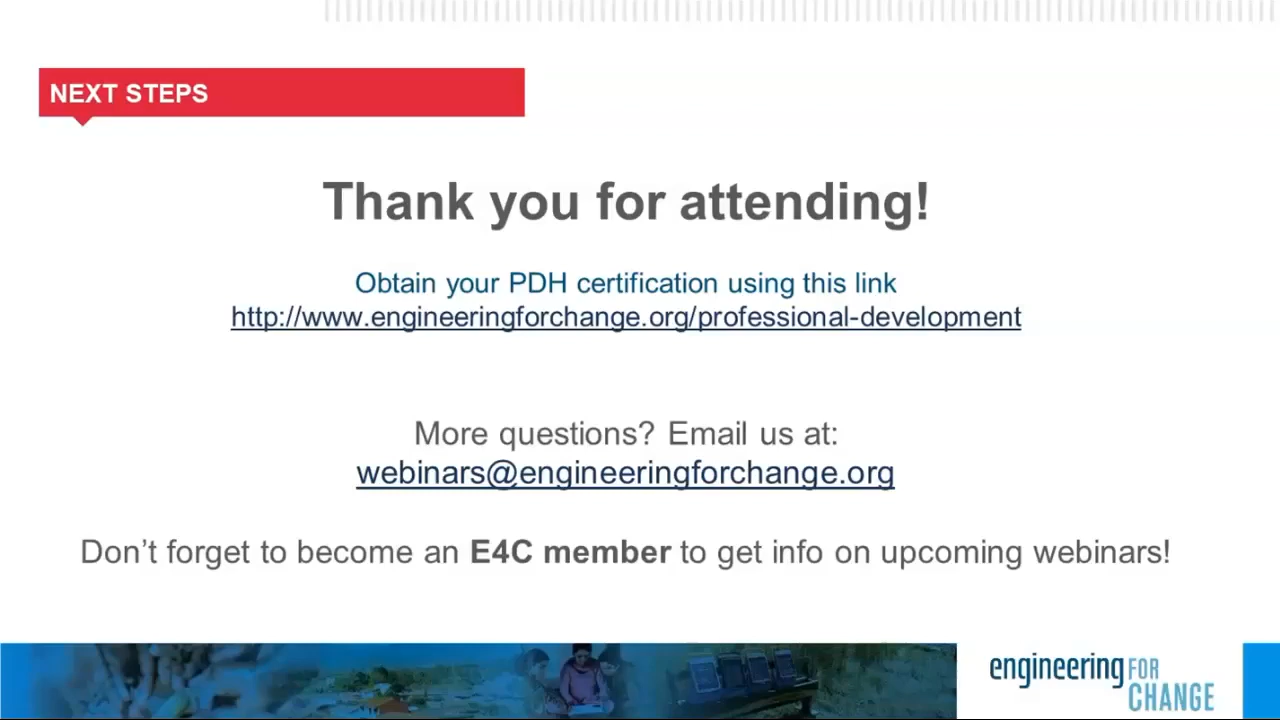 NEXT STEPS
Thank you for attending!
Obtain your PDH certification using this link
http://www.engineeringforchange.org/professional-development
More questions? Email us at:
webinars@engineeringforchange.org
Don’t forget to become an E4C member to get info on upcoming webinars!
engineering FOR
CHANGE